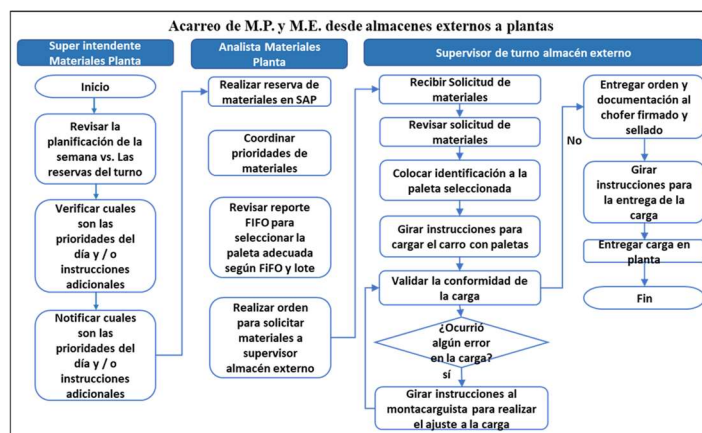 Acarreo de M.P. y M.E. desde almacenes externos a plantas
Super intendente
Materiales Planta
Inicio
Revisar la
planificación de la
semana vs. Las
reservas del turno
Verificar cuales
son las prioridades
del día y / o
instrucciones
adicionales
Notificar cuales
son las prioridades
del día y / o
instrucciones
adicionales
Analista Materiales
Planta
Realizar reserva de
materiales en SAP
Coordinar
prioridades de
materiales
Revisar reporte
FIFO para
seleccionar la
paleta adecuada
según FiFO y lote
Realizar orden
para solicitar
materiales a
supervisor
almacén externo
Supervisor de turno almacén externo
Recibir Solicitud de
materiales
Revisar solicitud de
materiales
Colocar identificación a la
paleta seleccionada
Girar instrucciones para
cargar el carro con paletas
Validar la conformidad de
la carga
¿Ocurrió
algún error
en la carga?
sí
Girar instrucciones al
montacarguista para realizar
el ajuste a la carga
No
Entregar orden y
documentación al
chofer firmado y
sellado
Girar
instrucciones para
la entrega de la
carga
Entregar carga en
planta
Fin